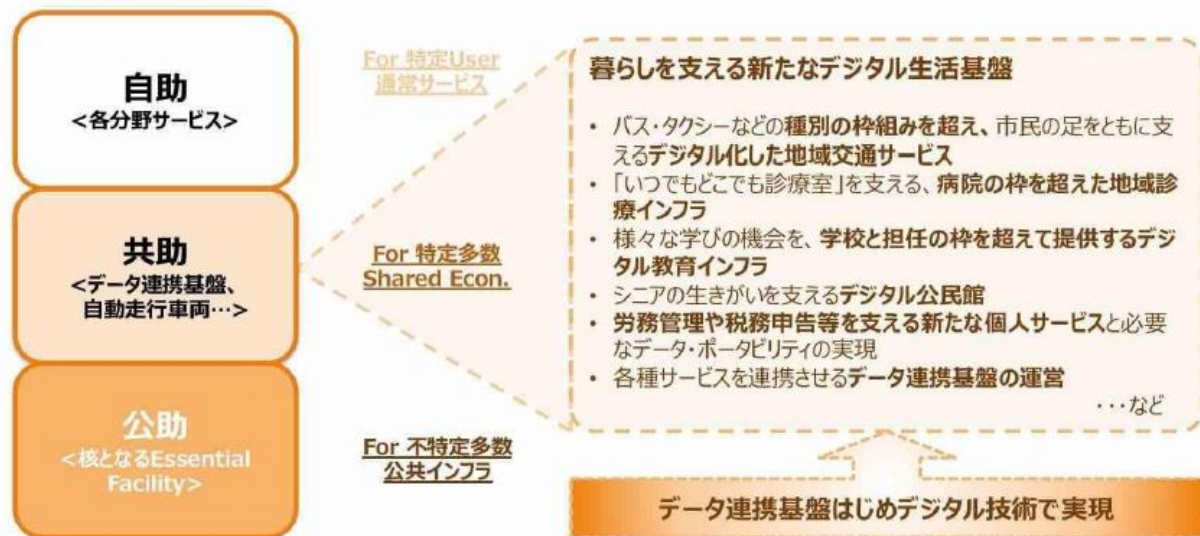 自助
<各分野サービス>
共助
<データ連携基盤、
自動走行車両…>
公助
<核となるEssential
Facility>
For 特定User
通常サービス
For 特定多数
Shared Econ.
For 不特定多数
公共インフラ
暮らしを支える新たなデジタル生活基盤
• バス・タクシーなどの種別の枠組みを超え、市民の足をともに支
えるデジタル化した地域交通サービス
• 「いつでもどこでも診療室」を支える、病院の枠を超えた地域診
療インフラ
• 様々な学びの機会を、学校と担任の枠を超えて提供するデジ
タル教育インフラ
• シニアの生きがいを支えるデジタル公民館
• 労務管理や税務申告等を支える新たな個人サービスと必要
なデータ・ポータビリティの実現
• 各種サービスを連携させるデータ連携基盤の運営
・・・など
データ連携基盤はじめデジタル技術で実現